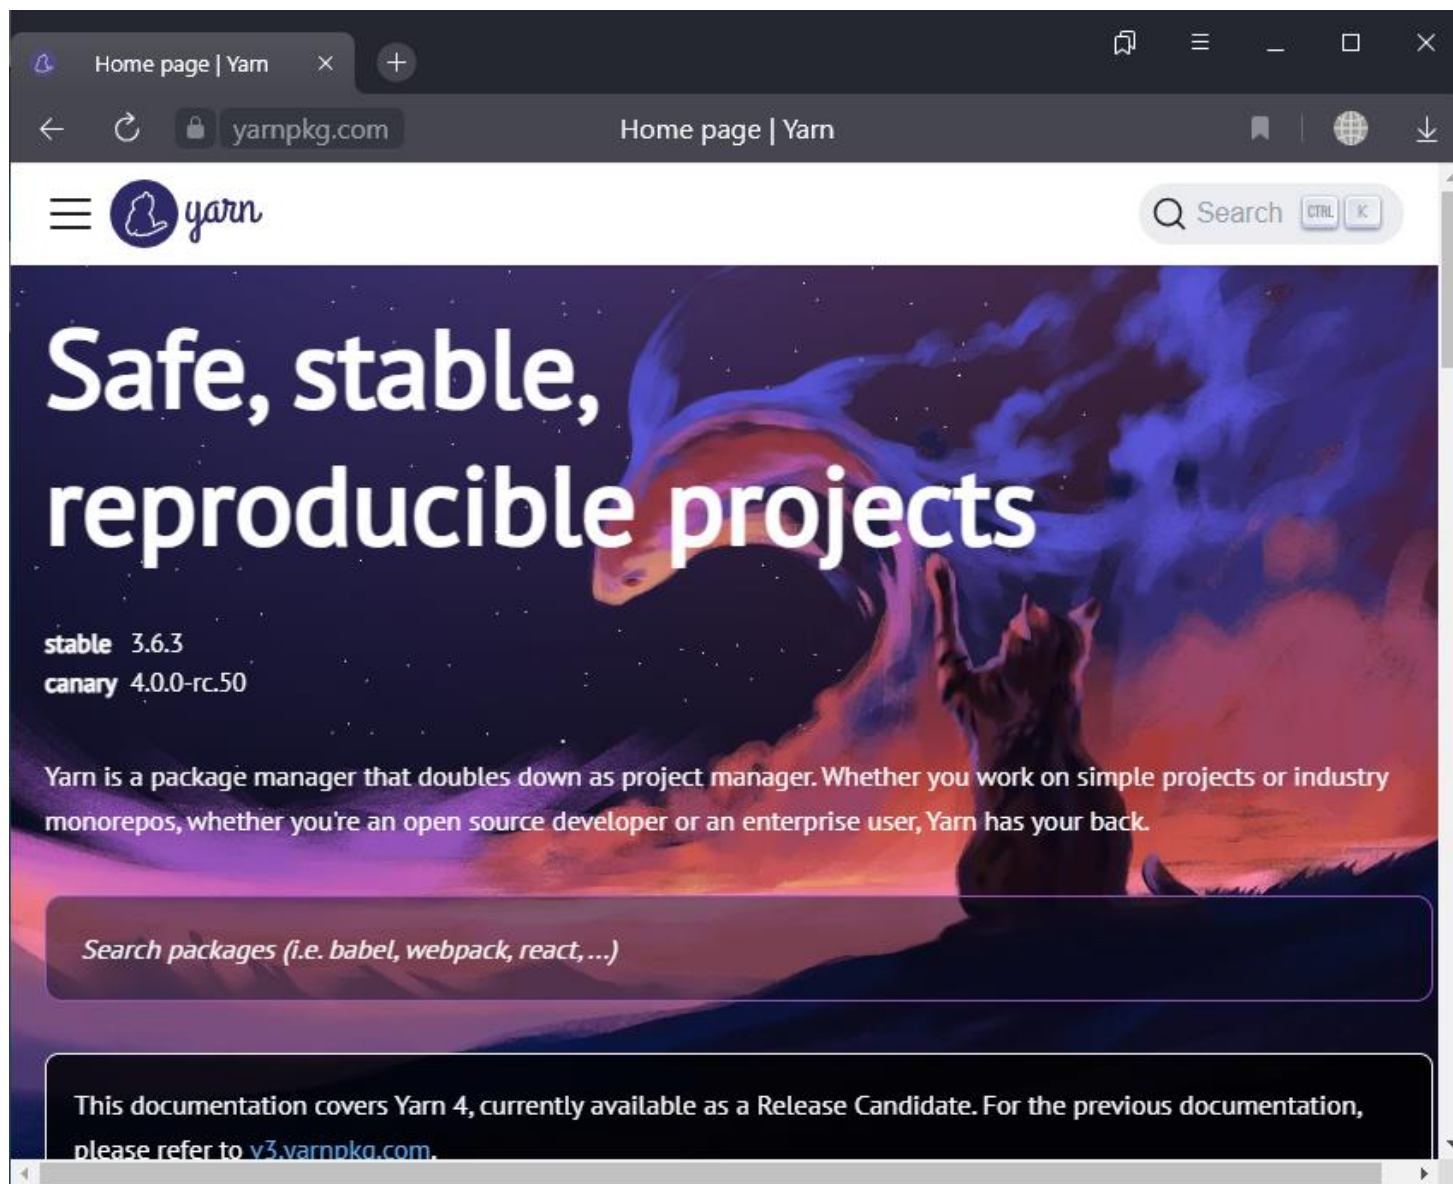 Home page | Yarn
yarnpkg.com
Home page | Yarn
yarn
Search CTRL K
Safe, stable,
reproducible projects
stable 3.6.3
canary 4.0.0-rc.50
Yarn is a package manager that doubles down as project manager. Whether you work on simple projects or industry
monorepos, whether you're an open source developer or an enterprise user, Yarn has your back.
Search packages (i.e. babel, webpack, react, ...)
This documentation covers Yarn 4, currently available as a Release Candidate. For the previous documentation,
please refer to v3.yarnpkg.com.